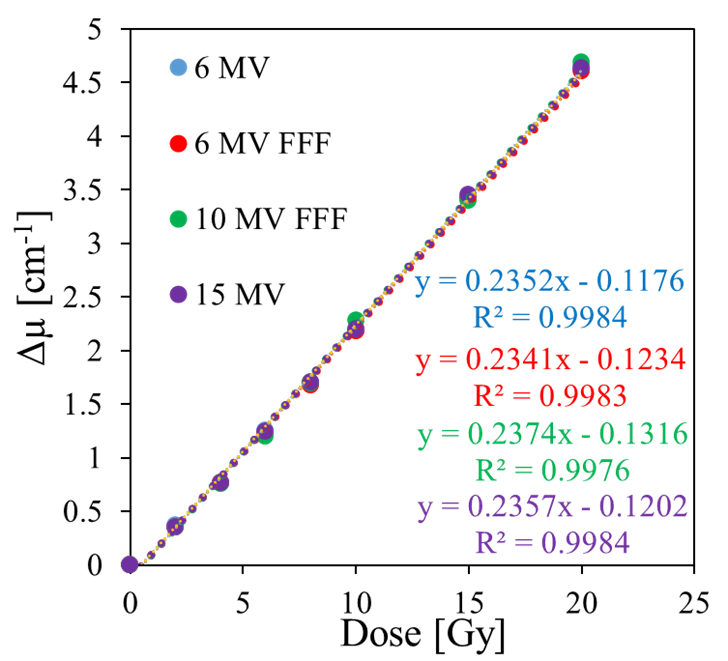 5
4.5
4
3.5
3
2.5
2
1.5
1
0.5
0
Δμ [cm⁻¹]
6 MV
6 MV FFF
10 MV FFF
15 MV
y = 0.2352x - 0.1176
R² = 0.9984
y = 0.2341x - 0.1234
R² = 0.9983
y = 0.2374x - 0.1316
R² = 0.9976
y = 0.2357x - 0.1202
R² = 0.9984
0 5 10 15 20 25
Dose [Gy]